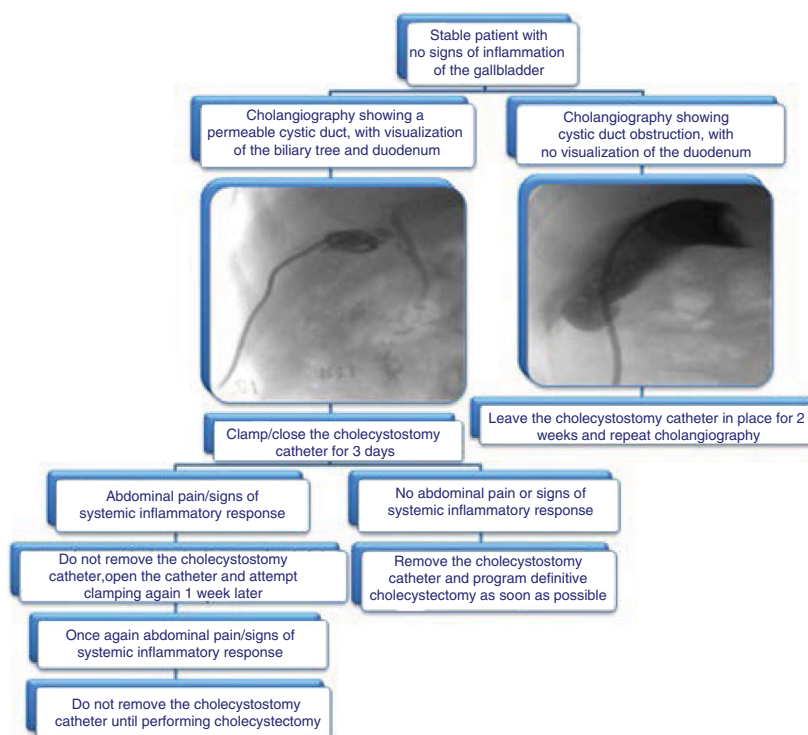 Stable patient with
no signs of inflammation
of the gallbladder
Cholangiography showing a
permeable cystic duct, with visualization
of the biliary tree and duodenum
Cholangiography showing
cystic duct obstruction, with
no visualization of the duodenum
Clamp/close the cholecystostomy
catheter for 3 days
Leave the cholecystostomy catheter in place for 2
weeks and repeat cholangiography
Abdominal pain/signs of
systemic inflammatory response
No abdominal pain or signs of
systemic inflammatory response
Do not remove the cholecystostomy
catheter,open the catheter and attempt
clamping again 1 week later
Remove the cholecystostomy
catheter and program definitive
cholecystectomy as soon as possible
Once again abdominal pain/signs of
systemic inflammatory response
Do not remove the cholecystostomy
catheter until performing cholecystectomy